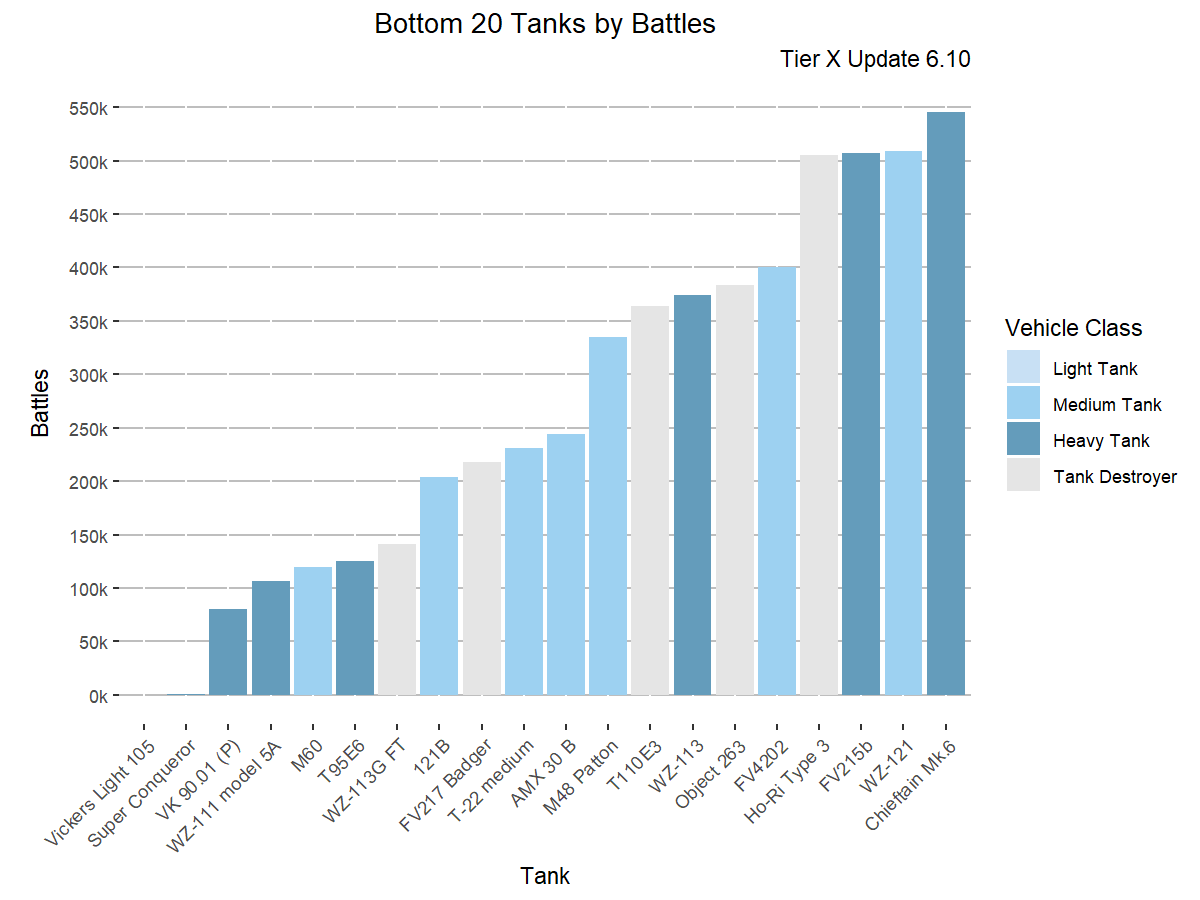 Bottom 20 Tanks by Battles
Tier X Update 6.10
550k
500k
450k
400k
350k
300k
250k
200k
150k
100k
50k
0k
Battles
Vickers Light 105
Super Conqueror
VK 90.01 (P)
WZ-111 model 5A
M60
T95E6
WZ-113G FT
121B
FV217 Badger
T-22 medium
AMX 30 B
M48 Patton
T110E3
WZ-113
Object 263
FV4202
Ho-Ri Type 3
FV215b
WZ-121
Chieftain Mk.6
Tank
Vehicle Class
Light Tank
Medium Tank
Heavy Tank
Tank Destroyer